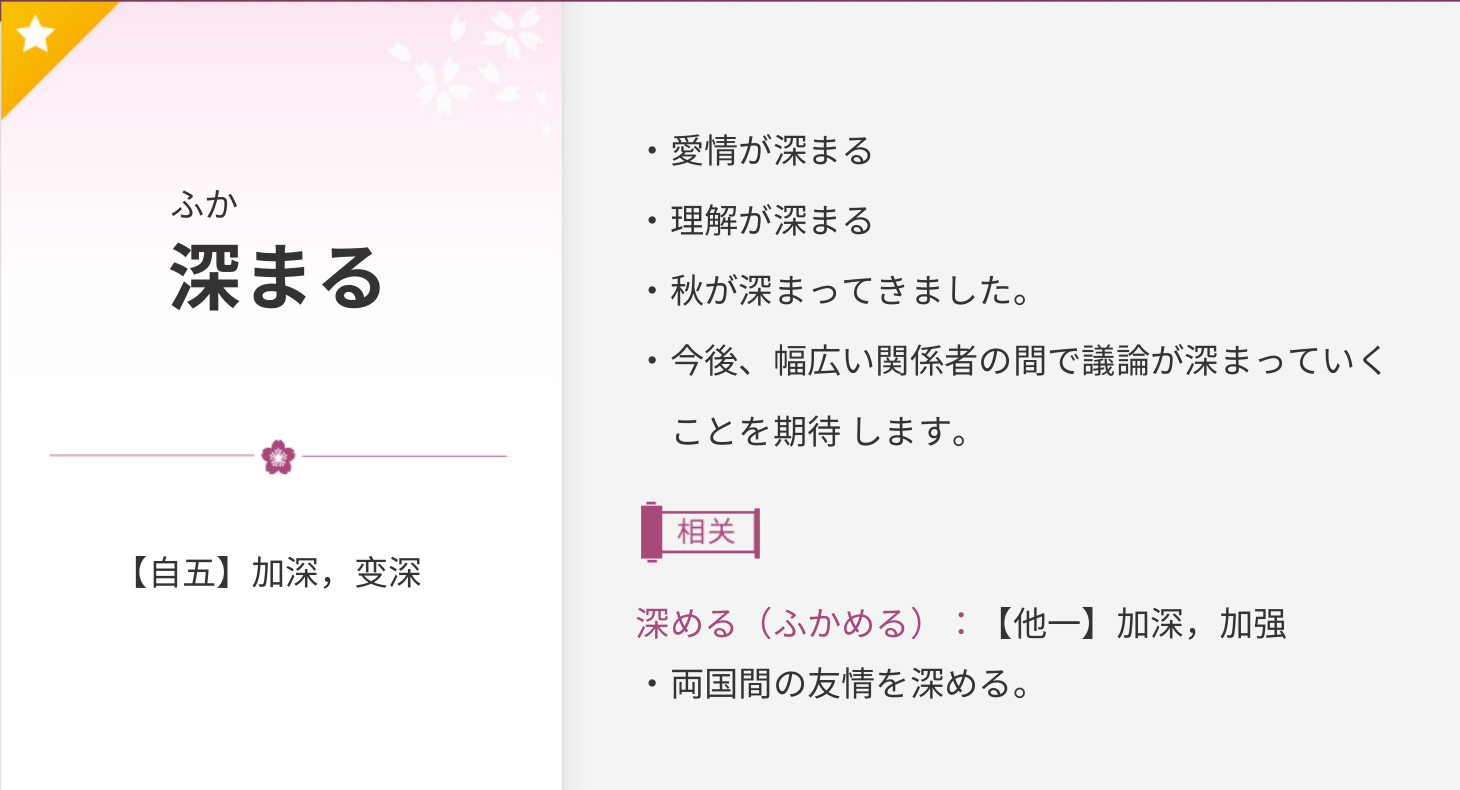 ふか
深まる
【自五】加深，变深
・愛情が深まる
・理解が深まる
・秋が深まってきました。
・今後、幅広い関係者の間で議論が深まっていく
ことを期待 します。
相关
深める（ふかめる）：【他一】加深，加强
・両国間の友情を深める。